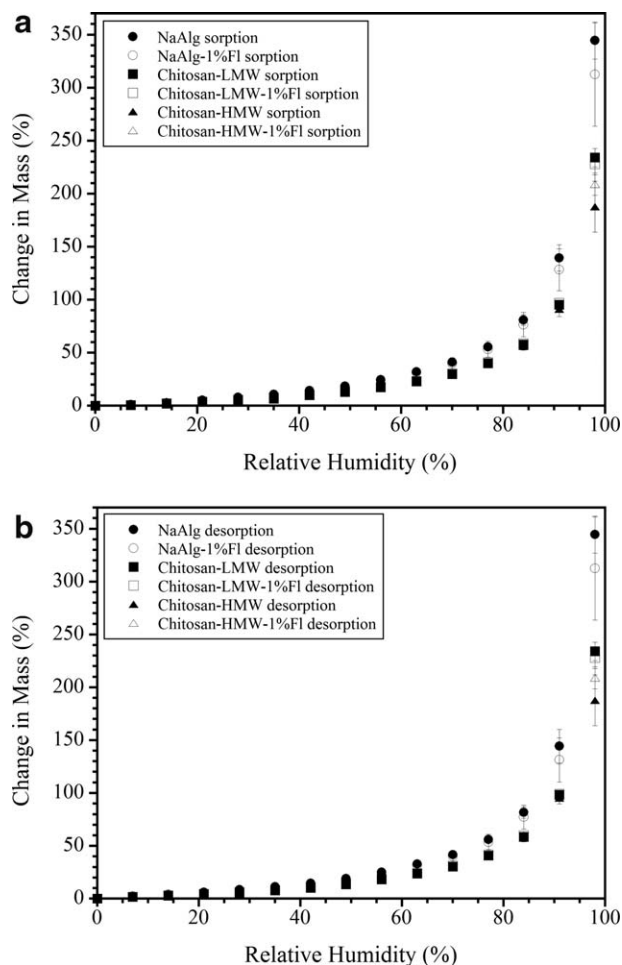 a
350
300
250
200
150
100
50
0
Change in Mass (%)
NaAlg sorption
NaAlg-1%Fl sorption
Chitosan-LMW sorption
Chitosan-LMW-1%Fl sorption
Chitosan-HMW sorption
Chitosan-HMW-1%Fl sorption
0 20 40 60 80 100
Relative Humidity (%)
b
350
300
250
200
150
100
50
0
Change in Mass (%)
NaAlg desorption
NaAlg-1%Fl desorption
Chitosan-LMW desorption
Chitosan-LMW-1%Fl desorption
Chitosan-HMW desorption
Chitosan-HMW-1%Fl desorption
0 20 40 60 80 100
Relative Humidity (%)